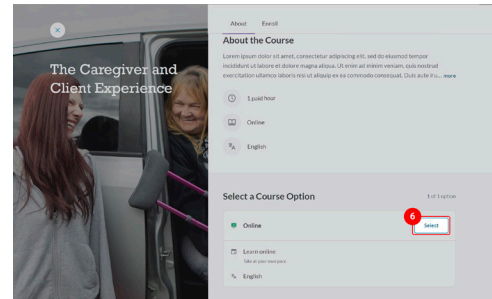 ×
The Caregiver and
Client Experience
About Enroll
About the Course
Lorem ipsum dolor sit amet, consectetur adipiscing elit, sed do eiusmod tempor
incididunt ut labore et dolore magna aliqua. Ut enim ad minim veniam, quis nostrud
exercitation ullamco laboris nisi ut aliquip ex ea commodo consequat. Duis aute iru... more
1 paid hour
Online
English
Select a Course Option
1 of 1 option
6
Online
Select
Learn online
Take at your own pace
English